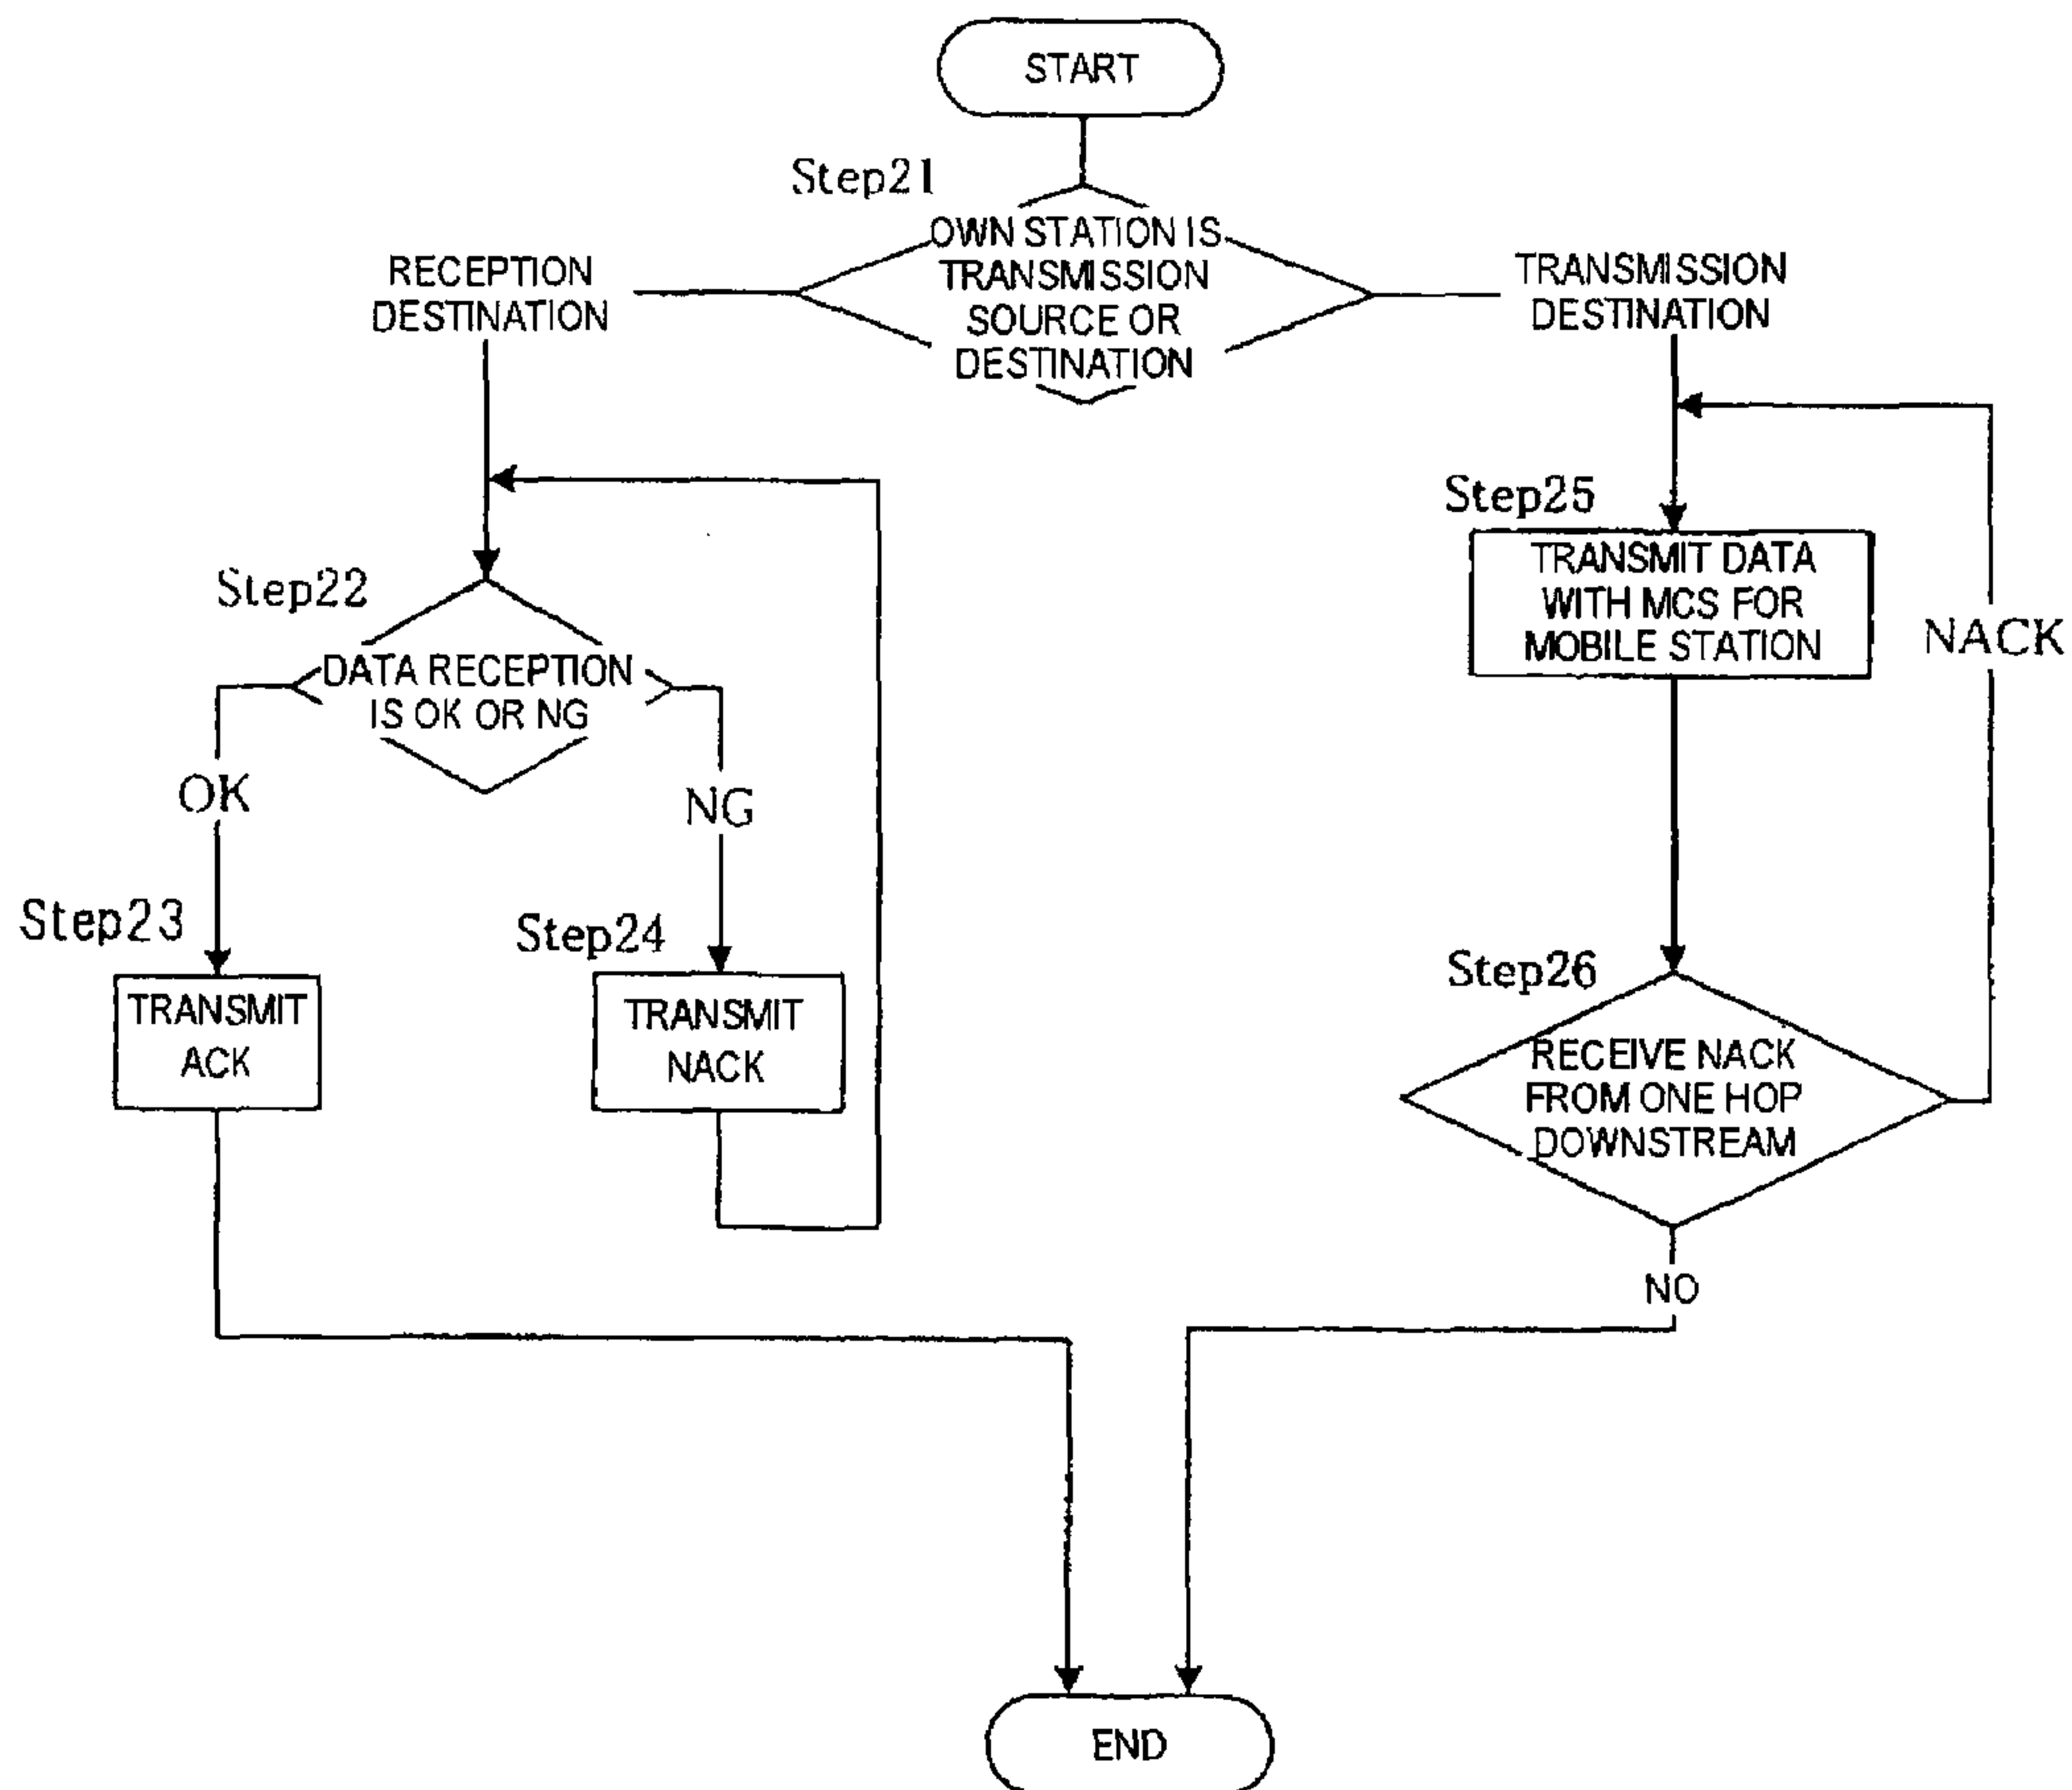 START
Step21
OWN STATION IS
TRANSMISSION
SOURCE OR
DESTINATION
RECEPTION
DESTINATION
TRANSMISSION
DESTINATION
Step22
DATA RECEPTION
IS OK OR NG
OK
NG
Step23
TRANSMIT
ACK
Step24
TRANSMIT
NACK
Step25
TRANSMIT DATA
WITH MCS FOR
MOBILE STATION
NACK
Step26
RECEIVE NACK
FROM ONE HOP
DOWNSTREAM
NO
END